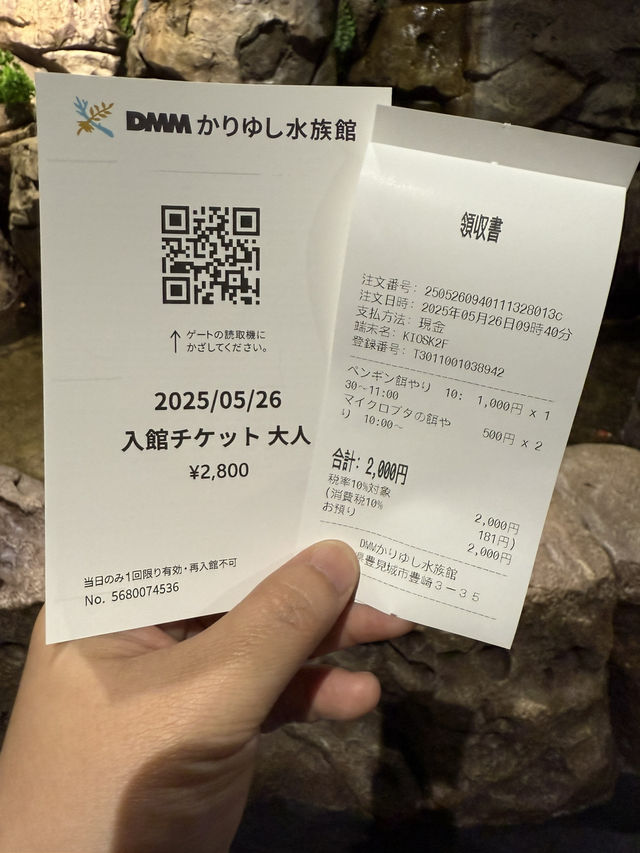 DMM かりゆし水族館
↑ ゲートの読取機に
かざしてください。
2025/05/26
入館チケット 大人
¥2,800
当日のみ1回限り有効・再入館不可
No. 5680074536
領収書
注文番号: 2505260940111328013c
注文日時: 2025年05月26日09時40分
支払方法: 現金
端末名: KIOSK2F
登録番号: T3011001038942
ペンギン餌やり 10: 1,000円 x 1
30~11:00
マイクロブタの餌や 500円 x 2
り 10:00~
合計: 2,000円
税率10%対象 2,000円
(消費税10% 181円)
お預り 2,000円
DMMかりゆし水族館
県豊見城市豊崎3-35